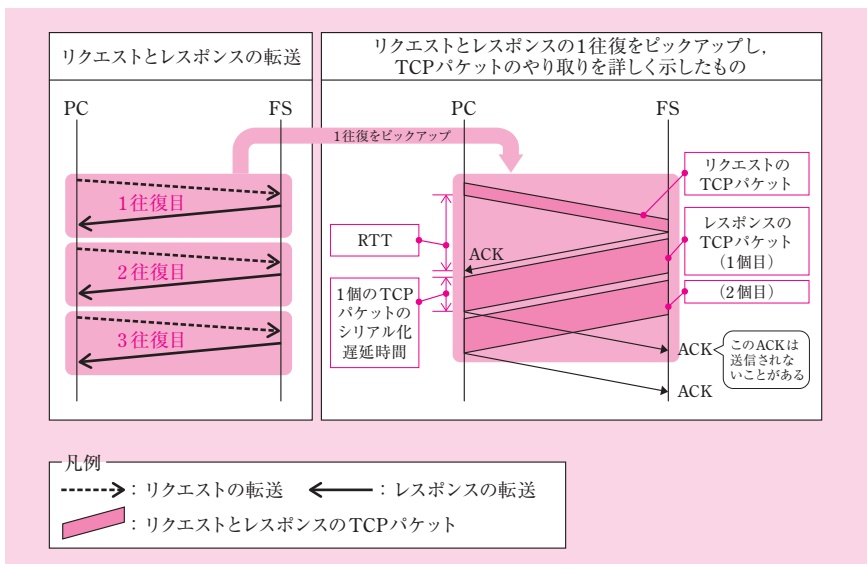 リクエストとレスポンスの転送
リクエストとレスポンスの1往復をピックアップし,
TCPパケットのやり取りを詳しく示したもの
PC
FS
1往復目
2往復目
3往復目
1往復をピックアップ
PC
FS
RTT
ACK
1個のTCP
パケットの
シリアル化
遅延時間
リクエストの
TCPパケット
レスポンスの
TCPパケット
(1個目)
(2個目)
ACK
このACKは
送信されな
いことがある
ACK
凡例
:リクエストの転送
:レスポンスの転送
:リクエストとレスポンスのTCPパケット